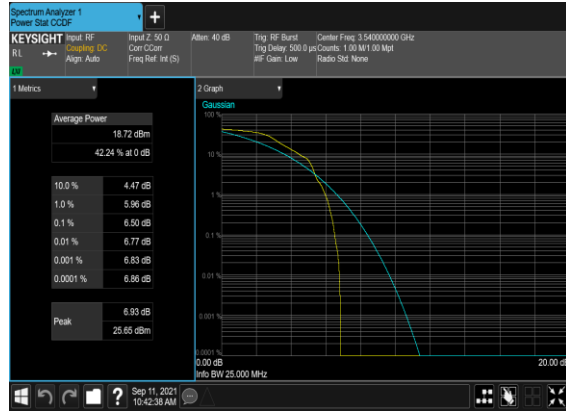 Spectrum Analyzer 1
Power Stat CCDF
+
KEYSIGHT
RL
Input: RF
Coupling: DC
Align: Auto
Input Z: 50 Ω
Corr CCorr
Freq Ref: Int (S)
Atten: 40 dB
Trig: RF Burst
Trig Delay: 500.0 µs
#IF Gain: Low
Center Freq: 3.540000000 GHz
Counts: 1.00 M/1.00 Mpt
Radio Std: None
1 Metrics
Average Power
18.72 dBm
42.24 % at 0 dB
10.0 % 4.47 dB
1.0 % 5.96 dB
0.1 % 6.50 dB
0.01 % 6.77 dB
0.001 % 6.83 dB
0.0001 % 6.86 dB
Peak
6.93 dB
25.65 dBm
2 Graph
Gaussian
100 %
10 %
1 %
0.1 %
0.01 %
0.001 %
0.0001 %
0.00 dB
20.00 dB
Info BW 25.000 MHz
?
Sep 11, 2021
10:42:38 AM